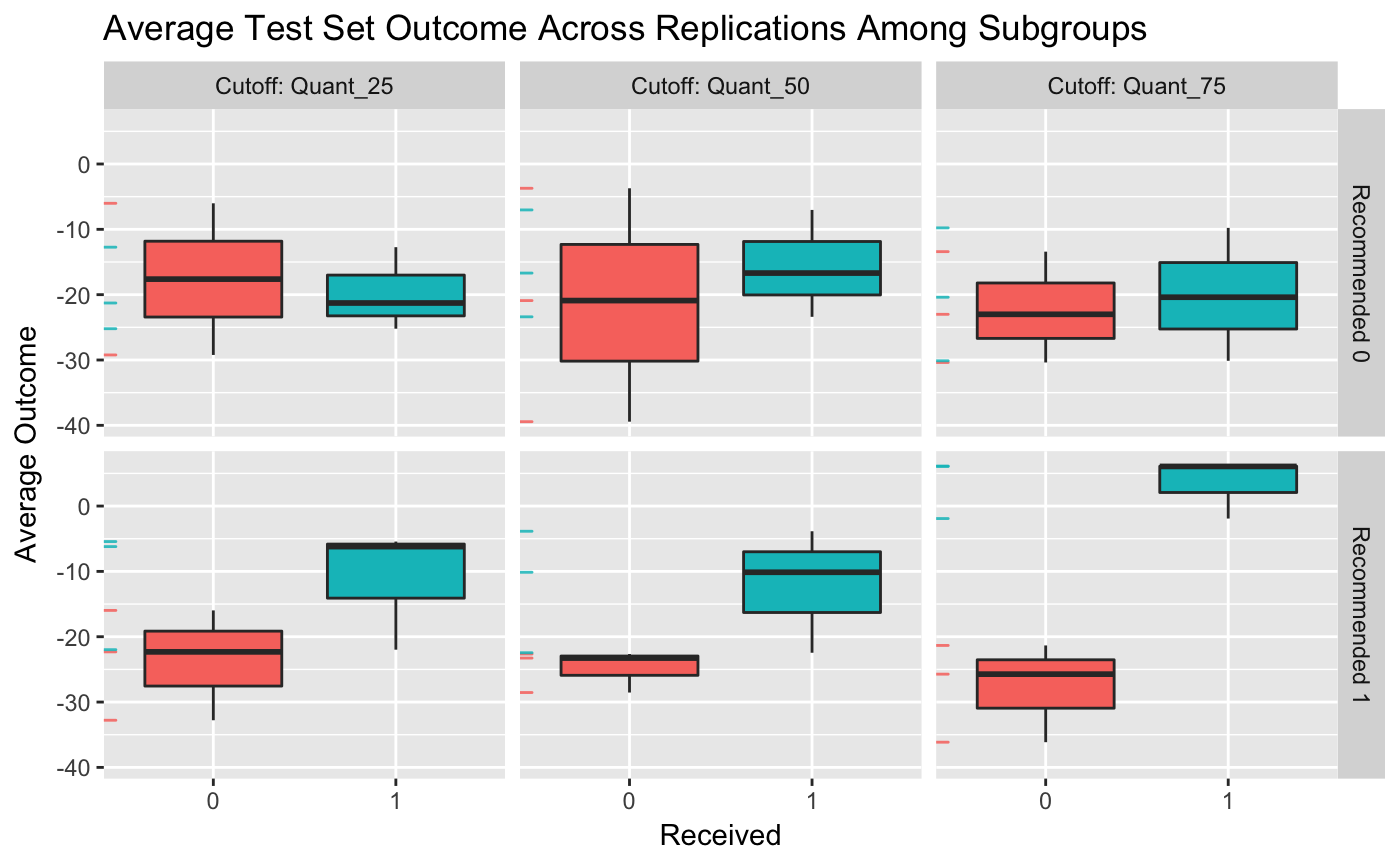 Average Test Set Outcome Across Replications Among Subgroups
Cutoff: Quant_25
Cutoff: Quant_50
Cutoff: Quant_75
Average Outcome
0
-10
-20
-30
-40
Recommended 0
0
-10
-20
-30
-40
Recommended 1
0
1
0
1
0
1
Received